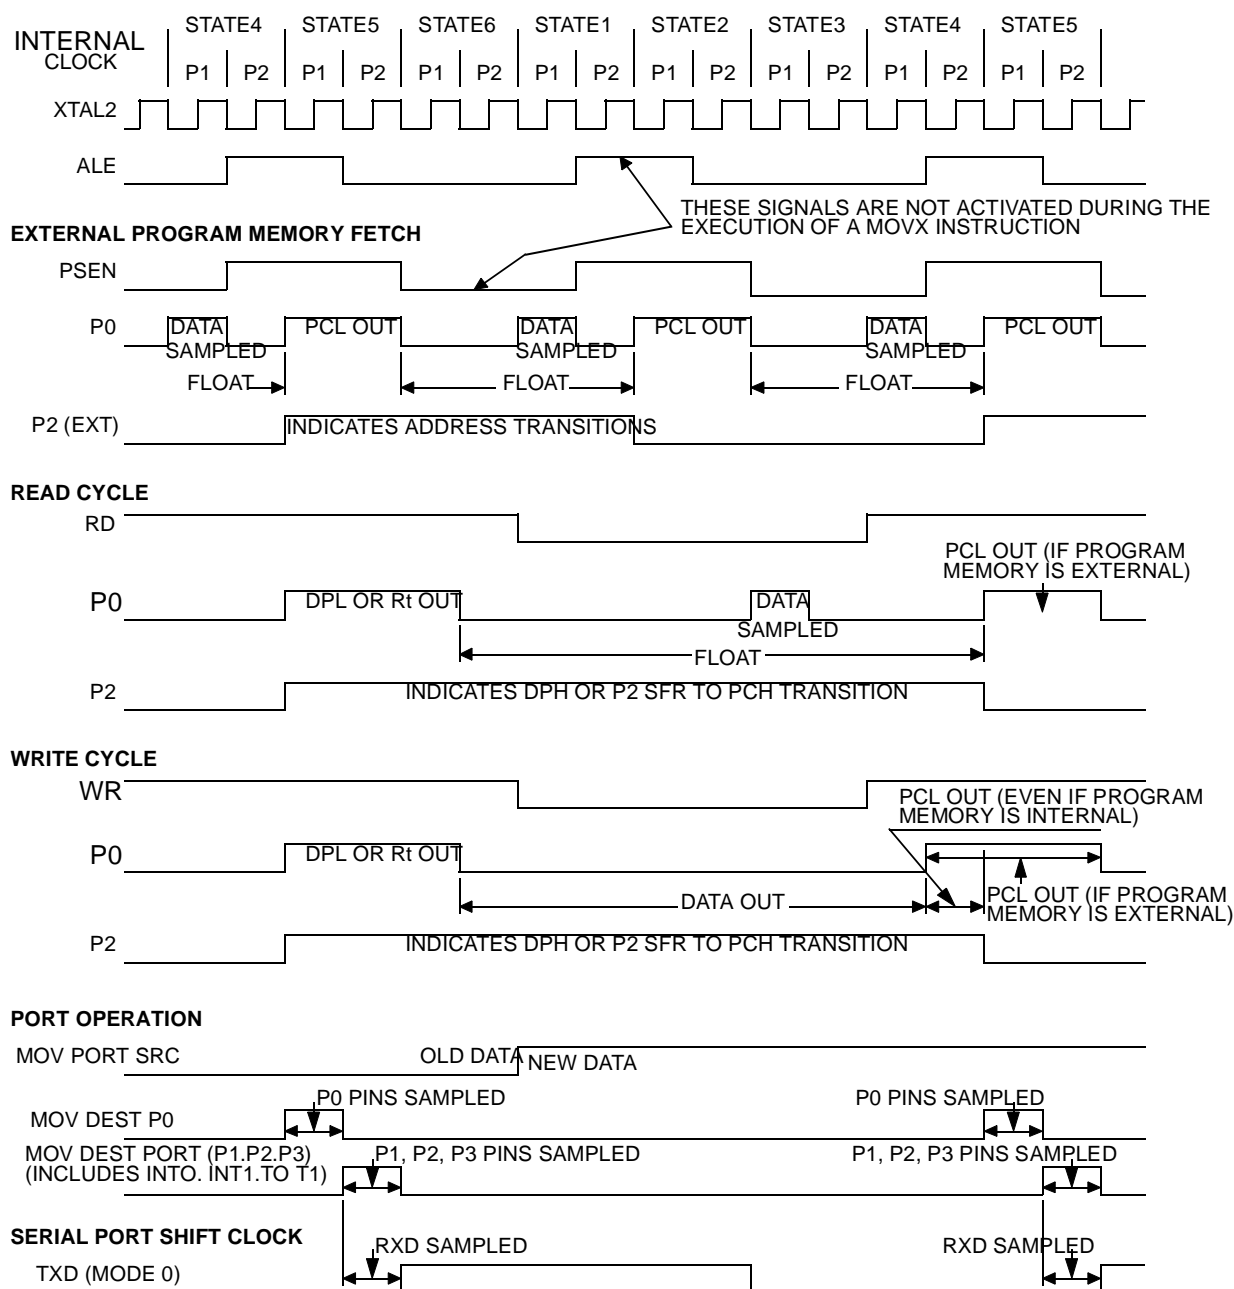 STATE4 STATE5 STATE6 STATE1 STATE2 STATE3 STATE4 STATE5
INTERNAL
CLOCK
P1 P2 P1 P2 P1 P2 P1 P2 P1 P2 P1 P2 P1 P2 P1 P2
XTAL2
ALE
THESE SIGNALS ARE NOT ACTIVATED DURING THE
EXECUTION OF A MOVX INSTRUCTION
EXTERNAL PROGRAM MEMORY FETCH
PSEN
P0 DATA PCL OUT DATA PCL OUT DATA PCL OUT
SAMPLED SAMPLED SAMPLED
FLOAT FLOAT FLOAT
P2 (EXT) INDICATES ADDRESS TRANSITIONS
READ CYCLE
RD
PCL OUT (IF PROGRAM
MEMORY IS EXTERNAL)
P0 DPL OR Rt OUT DATA
SAMPLED
FLOAT
P2 INDICATES DPH OR P2 SFR TO PCH TRANSITION
WRITE CYCLE
WR
PCL OUT (EVEN IF PROGRAM
MEMORY IS INTERNAL)
P0 DPL OR Rt OUT
DATA OUT
PCL OUT (IF PROGRAM
MEMORY IS EXTERNAL)
P2 INDICATES DPH OR P2 SFR TO PCH TRANSITION
PORT OPERATION
MOV PORT SRC OLD DATA NEW DATA
P0 PINS SAMPLED P0 PINS SAMPLED
MOV DEST P0
MOV DEST PORT (P1.P2.P3) P1, P2, P3 PINS SAMPLED P1, P2, P3 PINS SAMPLED
(INCLUDES INTO. INT1.TO T1)
SERIAL PORT SHIFT CLOCK
RXD SAMPLED RXD SAMPLED
TXD (MODE 0)